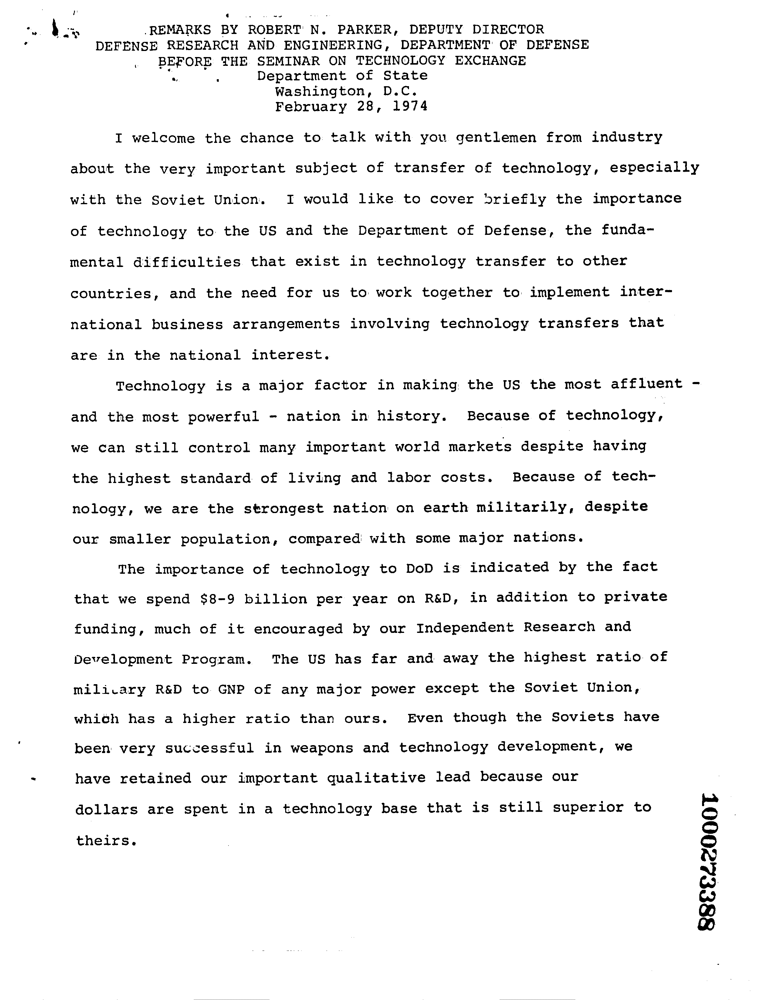 REMARKS BY ROBERT N. PARKER, DEPUTY DIRECTOR
DEFENSE RESEARCH AND ENGINEERING, DEPARTMENT OF DEFENSE
BEFORE THE SEMINAR ON TECHNOLOGY EXCHANGE
Department of State
Washington, D.C.
February 28, 1974
I welcome the chance to talk with you gentlemen from industry
about the very important subject of transfer of technology, especially
with the Soviet Union. I would like to cover briefly the importance
of technology to the US and the Department of Defense, the funda-
mental difficulties that exist in technology transfer to other
countries, and the need for us to work together to implement inter-
national business arrangements involving technology transfers that
are in the national interest.
Technology is a major factor in making the US the most affluent -
and the most powerful - nation in history. Because of technology,
we can still control many important world markets despite having
the highest standard of living and labor costs. Because of tech-
nology, we are the strongest nation on earth militarily, despite
our smaller population, compared with some major nations.
The importance of technology to DoD is indicated by the fact
that we spend $8-9 billion per year on R&D, in addition to private
funding, much of it encouraged by our Independent Research and
Development Program. The US has far and away the highest ratio of
military R&D to GNP of any major power except the Soviet Union,
which has a higher ratio than ours. Even though the Soviets have
been very successful in weapons and technology development, we
have retained our important qualitative lead because our
dollars are spent in a technology base that is still superior to
theirs.
1000273388